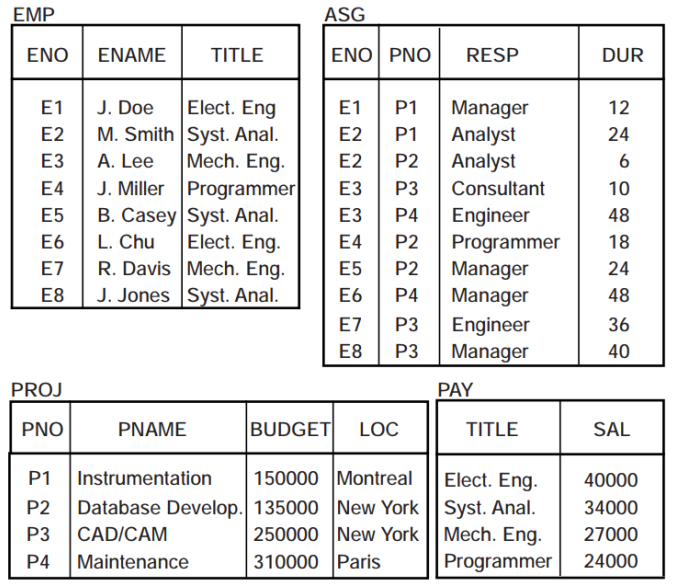 EMP
ENO ENAME TITLE
E1 J. Doe Elect. Eng
E2 M. Smith Syst. Anal.
E3 A. Lee Mech. Eng.
E4 J. Miller Programmer
E5 B. Casey Syst. Anal.
E6 L. Chu Elect. Eng.
E7 R. Davis Mech. Eng.
E8 J. Jones Syst. Anal.
ASG
ENO PNO RESP DUR
E1 P1 Manager 12
E2 P1 Analyst 24
E2 P2 Analyst 6
E3 P3 Consultant 10
E3 P4 Engineer 48
E4 P2 Programmer 18
E5 P2 Manager 24
E6 P4 Manager 48
E7 P3 Engineer 36
E8 P3 Manager 40
PROJ
PNO PNAME BUDGET LOC
P1 Instrumentation 150000 Montreal
P2 Database Develop. 135000 New York
P3 CAD/CAM 250000 New York
P4 Maintenance 310000 Paris
PAY
TITLE SAL
Elect. Eng. 40000
Syst. Anal. 34000
Mech. Eng. 27000
Programmer 24000